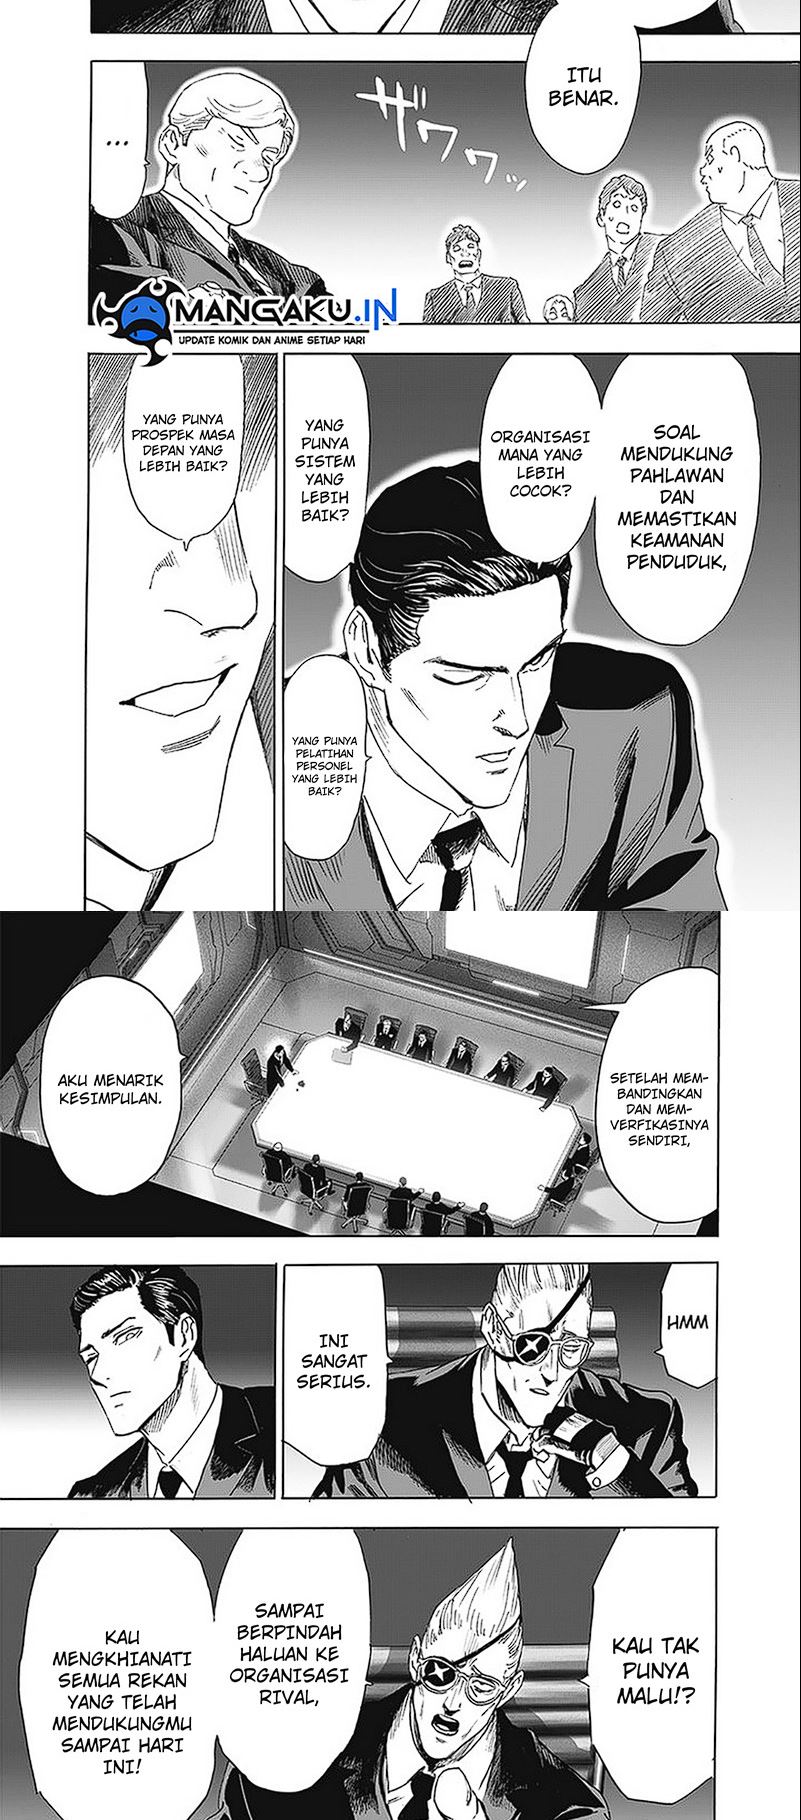 ITU
BENAR.
ザワワッ
...
MANGAKU.IN
UPDATE KOMIK DAN ANIME SETIAP HARI
SOAL
MENDUKUNG
PAHLAWAN
DAN
MEMASTIKAN
KEAMANAN
PENDUDUK,
ORGANISASI
MANA YANG
LEBIH
COCOK?
YANG
PUNYA
SISTEM
YANG
LEBIH
BAIK?
YANG PUNYA
PELATIHAN
PERSONEL
YANG LEBIH
BAIK?
YANG PUNYA
PROSPEK MASA
DEPAN YANG
LEBIH BAIK?
SETELAH MEM-
BANDINGKAN
DAN MEM-
VERFIKASINYA
SENDIRI,
AKU MENARIK
KESIMPULAN.
HMM
INI
SANGAT
SERIUS.
KAU TAK
PUNYA
MALU!?
SAMPAI
BERPINDAH
HALUAN KE
ORGANISASI
RIVAL,
KAU
MENGKHIANATI
SEMUA REKAN
YANG TELAH
MENDUKUNGMU
SAMPAI HARI
INI!